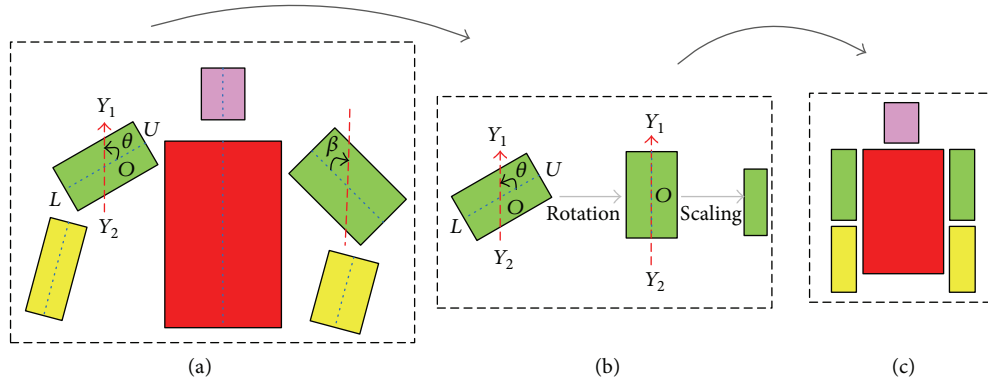 Y₁
θ
U
O
L
Y₂
β
Y₁
θ
U
O
L
Y₂
Rotation
Y₁
O
Y₂
Scaling
(a)
(b)
(c)